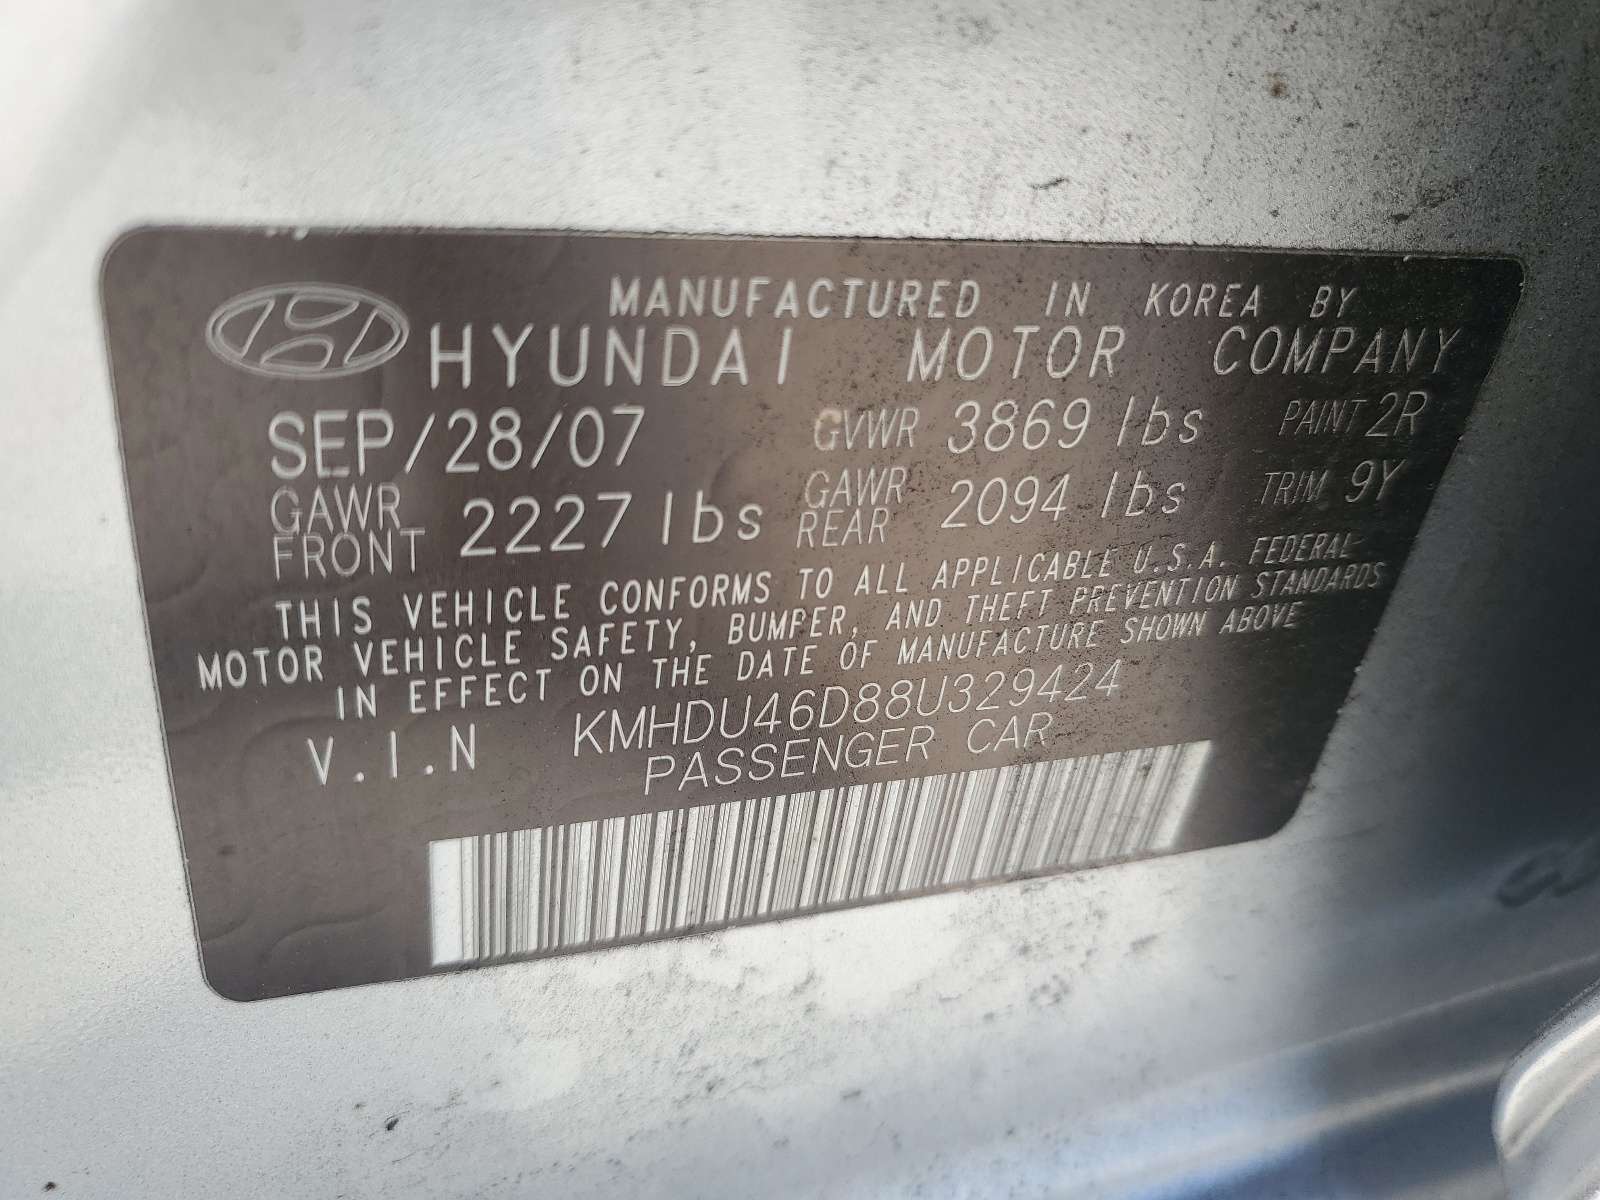 MANUFACTURED IN KOREA BY
HYUNDAI MOTOR COMPANY
SEP/28/07 GVWR 3869 lbs PAINT 2R
GAWR FRONT 2227 lbs GAWR REAR 2094 lbs TRIM 9Y
THIS VEHICLE CONFORMS TO ALL APPLICABLE U.S.A. FEDERAL
MOTOR VEHICLE SAFETY, BUMPER, AND THEFT PREVENTION STANDARDS
IN EFFECT ON THE DATE OF MANUFACTURE SHOWN ABOVE
V.I.N KMHDU46D88U329424
PASSENGER CAR